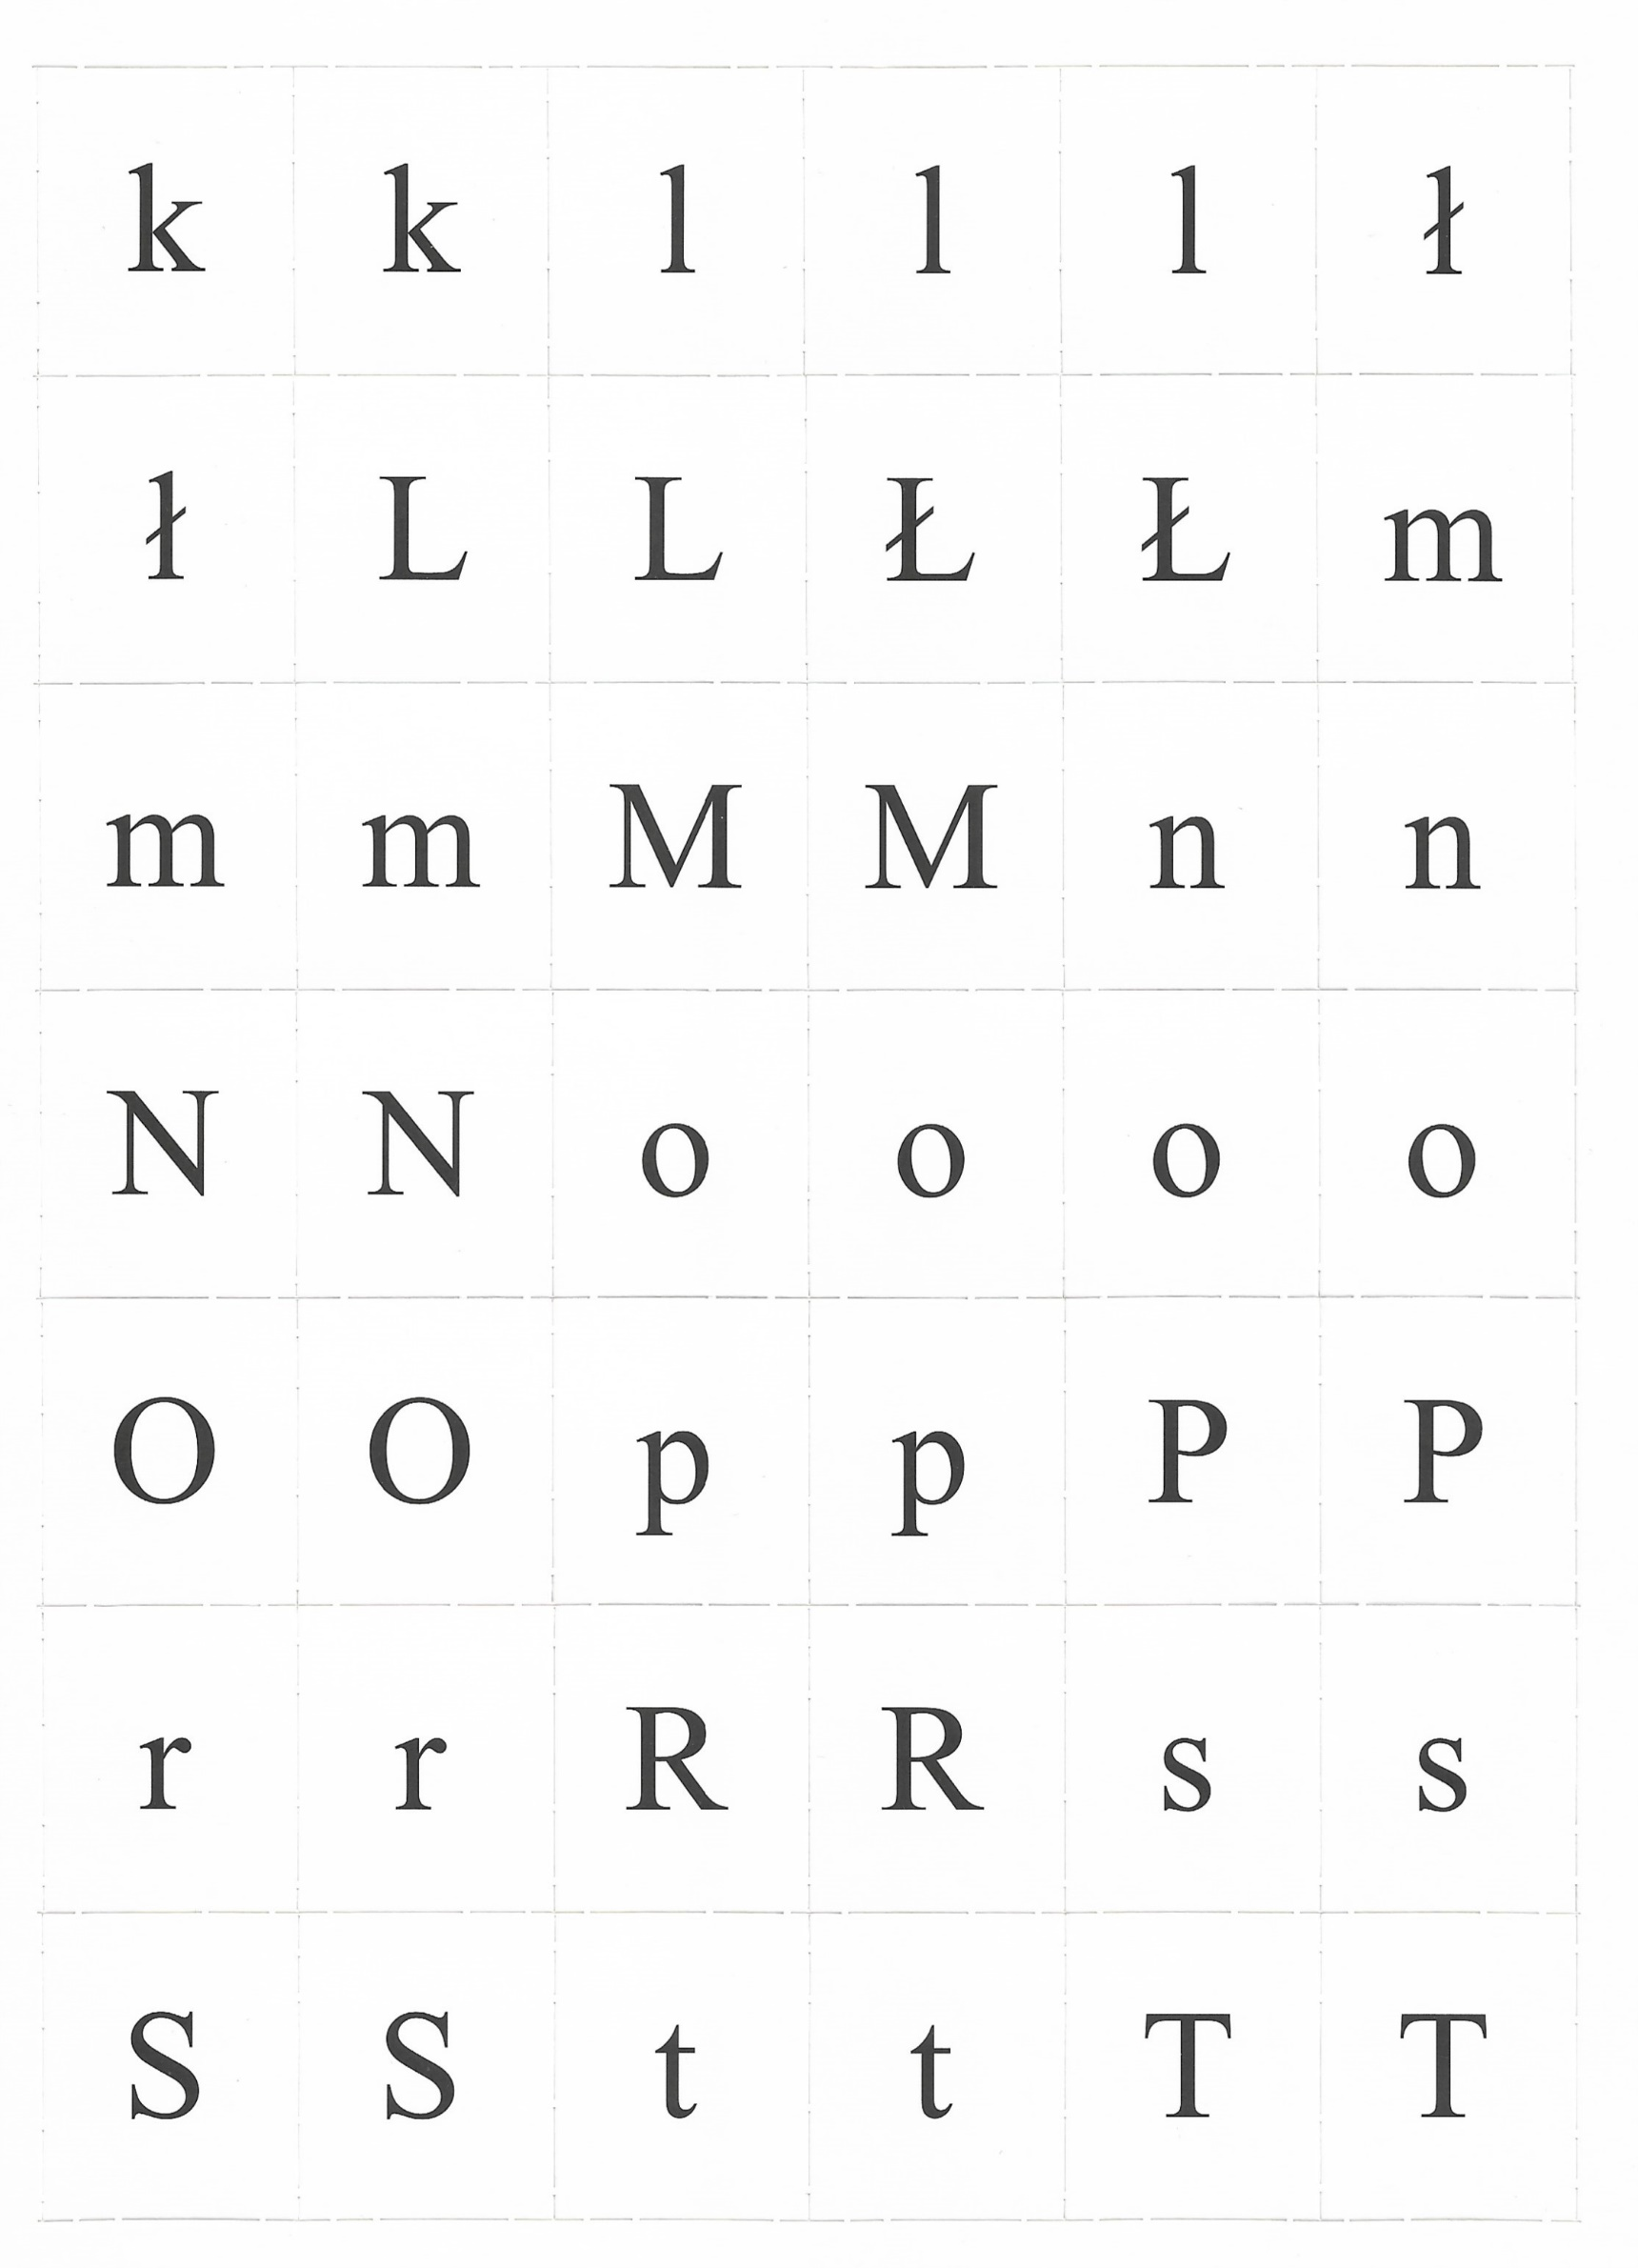 k k l l l ł
ł L L Ł Ł m
m m M M n n
N N o o o o
O O p p P P
r r R R s s
S S t t T T